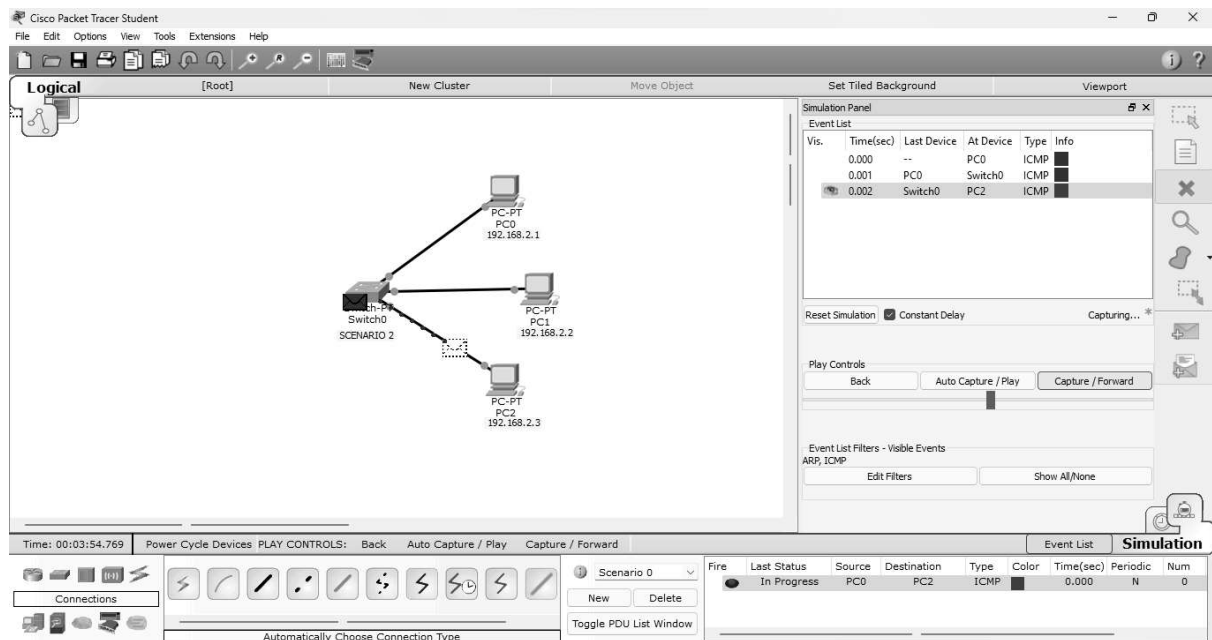 Cisco Packet Tracer Student
File Edit Options View Tools Extensions Help
Logical [Root] New Cluster Move Object Set Tiled Background Viewport
Simulation Panel
Event List
Vis. Time(sec) Last Device At Device Type Info
0.000 -- PC0 ICMP
0.001 PC0 Switch0 ICMP
0.002 Switch0 PC2 ICMP
PC-PT
PC0
192.168.2.1
Switch0
SCENARIO 2
PC-PT
PC1
192.168.2.2
PC-PT
PC2
192.168.2.3
Reset Simulation Constant Delay Capturing... *
Play Controls
Back Auto Capture / Play Capture / Forward
Event List Filters - Visible Events
ARP, ICMP
Edit Filters Show All/None
Time: 00:03:54.769 Power Cycle Devices PLAY CONTROLS: Back Auto Capture / Play Capture / Forward Event List Simulation
Connections
Automatically Choose Connection Type
Scenario 0
New Delete
Toggle PDU List Window
Fire Last Status Source Destination Type Color Time(sec) Periodic Num
In Progress PC0 PC2 ICMP 0.000 N 0